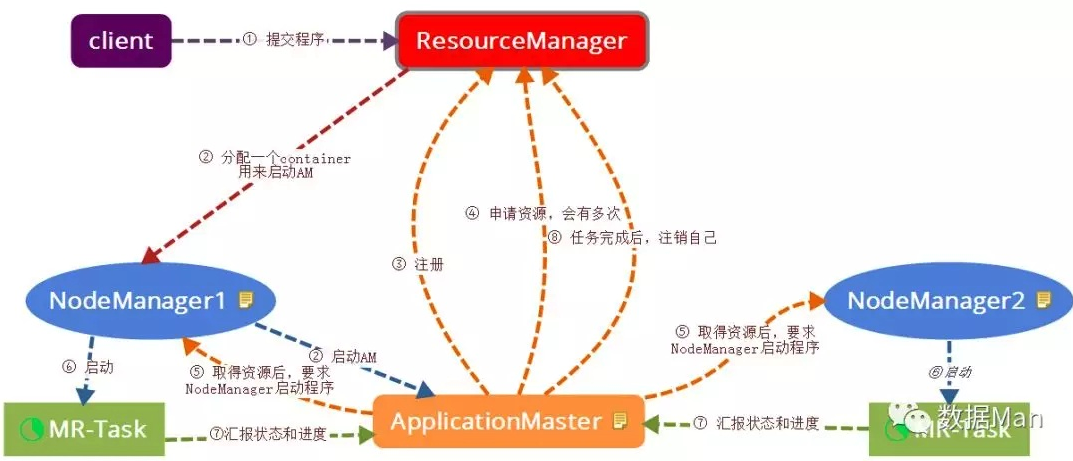 client
① 提交程序
ResourceManager
② 分配一个container
用来启动AM
④ 申请资源，会有多次
⑧ 任务完成后，注销自己
③ 注册
NodeManager1
NodeManager2
② 启动AM
⑤ 取得资源后，要求
NodeManager启动程序
⑥ 启动
⑤ 取得资源后，要求
NodeManager启动程序
⑥启动
MR-Task
⑦汇报状态和进度
ApplicationMaster
⑦ 汇报状态和进度
MR-Task
数据Man